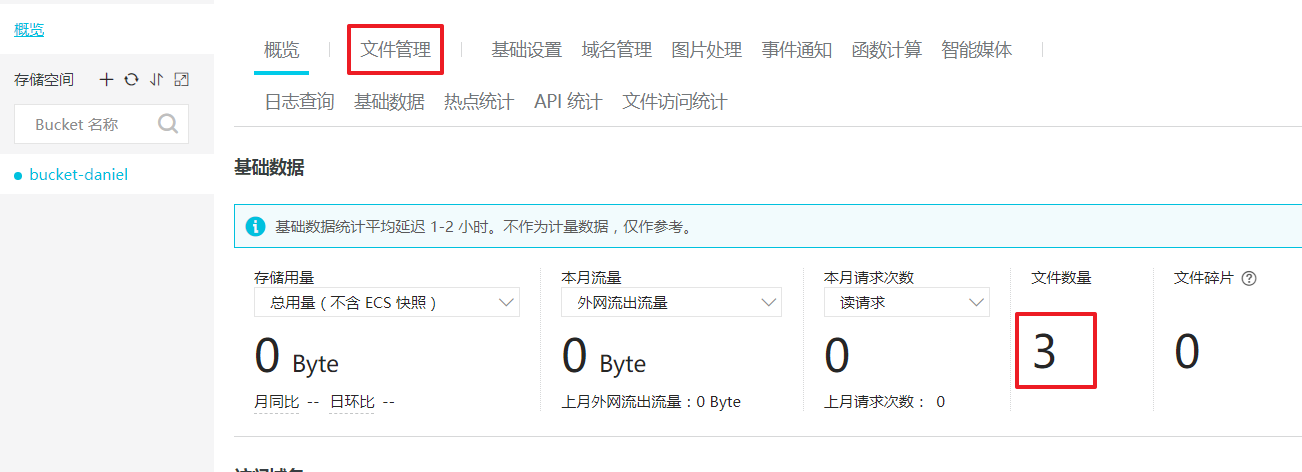 概览
存储空间
Bucket 名称
bucket-daniel
概览 文件管理 基础设置 域名管理 图片处理 事件通知 函数计算 智能媒体
日志查询 基础数据 热点统计 API 统计 文件访问统计
基础数据
基础数据统计平均延迟 1-2 小时。不作为计量数据，仅作参考。
存储用量 本月流量 本月请求次数 文件数量 文件碎片
总用量（不含 ECS 快照） 外网流出流量 读请求
0 Byte 0 Byte 0 3 0
月同比 -- 日环比 -- 上月外网流出流量：0 Byte 上月请求次数： 0